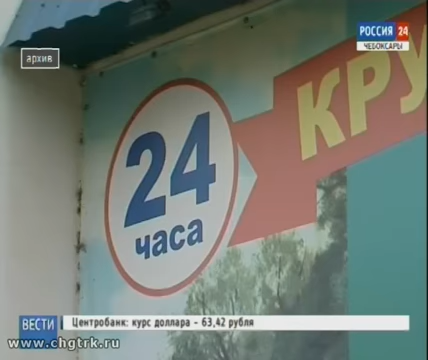 РОССИЯ 24
ЧЕБОКСАРЫ
архив
КРУ
24
часа
ВЕСТИ
Центробанк: курс доллара - 63,42 рубля
www.chgtrk.ru